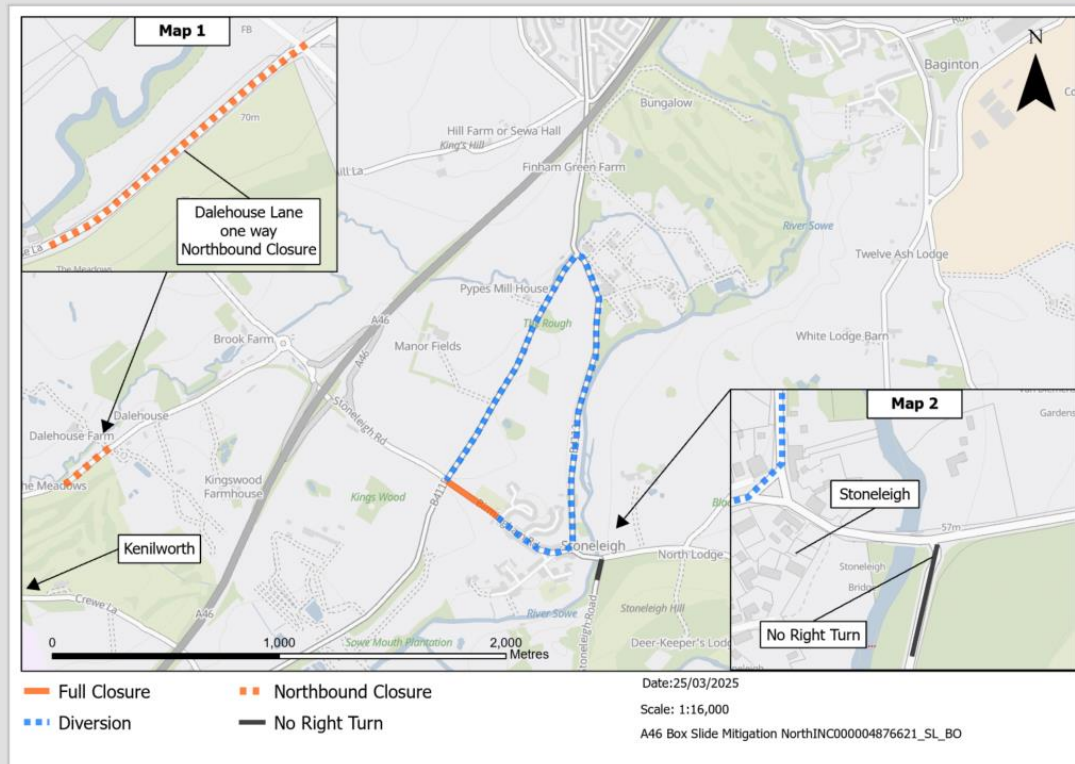 Map 1
FB
70m
Dalehouse Lane
one way
Northbound Closure
The Meadows
N
Baginton
Bungalow
Hill Farm or Sewa Hall
King's Hill
Finham Green Farm
River Sowe
Twelve Ash Lodge
Pypes Mill House
The Rough
A46
A46
White Lodge Barn
Brook Farm
Manor Fields
Stoneleigh Rd
Dalehouse
Dalehouse Farm
Kingswood
Farmhouse
Kings Wood
Map 2
Gardens
Stoneleigh
57m
Stoneleigh
Bridge
No Right Turn
Kenilworth
Stoneleigh
North Lodge
Crewe La
A46
River Sowe
Stoneleigh Road
Stoneleigh Hill
Sowe Mouth Plantation
Deer-Keeper's Lod
0
1,000
2,000
Metres
Full Closure
Northbound Closure
Diversion
No Right Turn
Date:25/03/2025
Scale: 1:16,000
A46 Box Slide Mitigation NorthINC000004876621_SL_BO